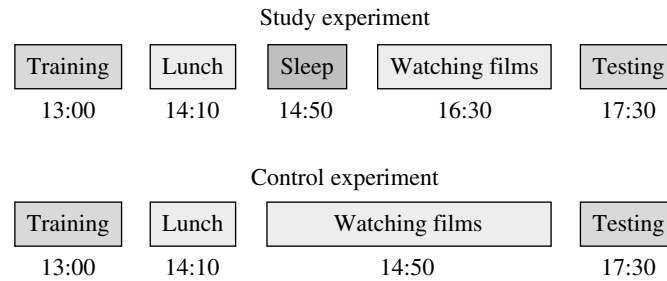 Study experiment
Training Lunch Sleep Watching films Testing
13:00 14:10 14:50 16:30 17:30
Control experiment
Training Lunch Watching films Testing
13:00 14:10 14:50 17:30